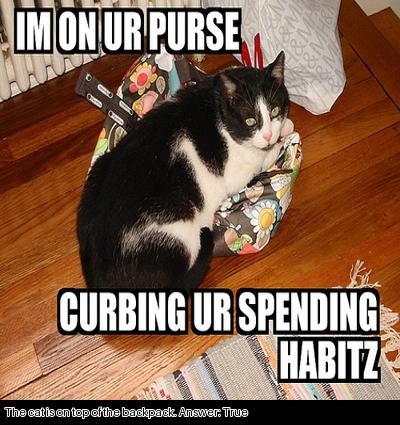 IM ON UR PURSE
CURBING UR SPENDING
HABITZ
The cat is on top of the backpack. Answer: True